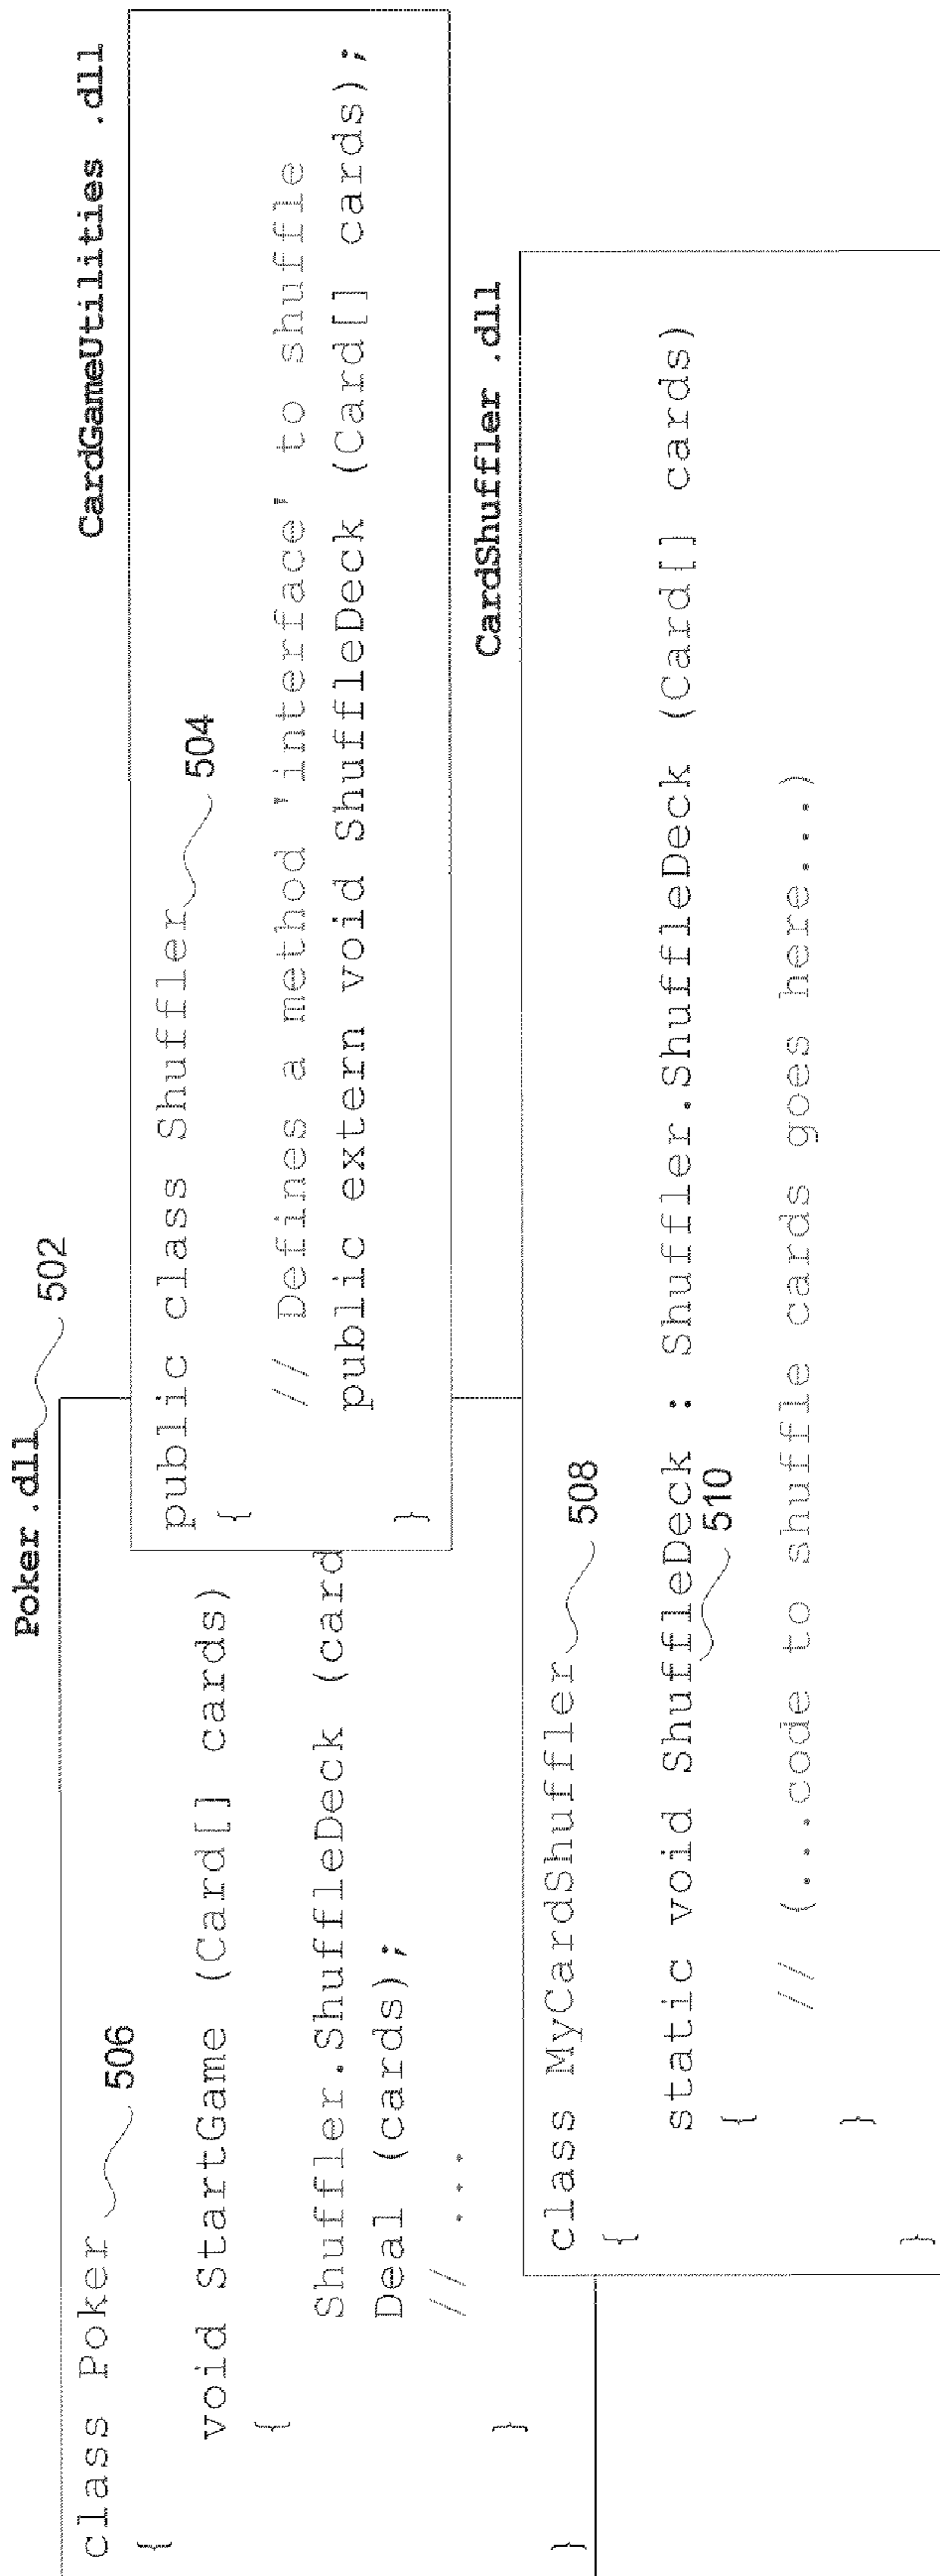 Poker.dll 502
class Poker 506
{
void StartGame (Card[] cards)
{
Shuffler.ShuffleDeck (card
Deal (cards);
// ...
}
}
CardGameUtilities .dll
public class Shuffler 504
{
// Defines a method 'interface' to shuffle
public extern void ShuffleDeck (Card[] cards);
}
CardShuffler .dll
class MyCardShuffler 508
{
static void ShuffleDeck : Shuffler.ShuffleDeck (Card[] cards)
510
{
// (...code to shuffle cards goes here...)
}
}